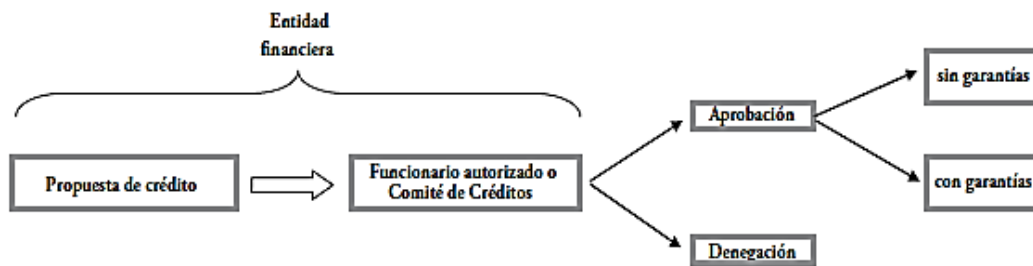 Entidad
financiera
Propuesta de crédito
Funcionario autorizado o
Comité de Créditos
Aprobación
Denegación
sin garantías
con garantías